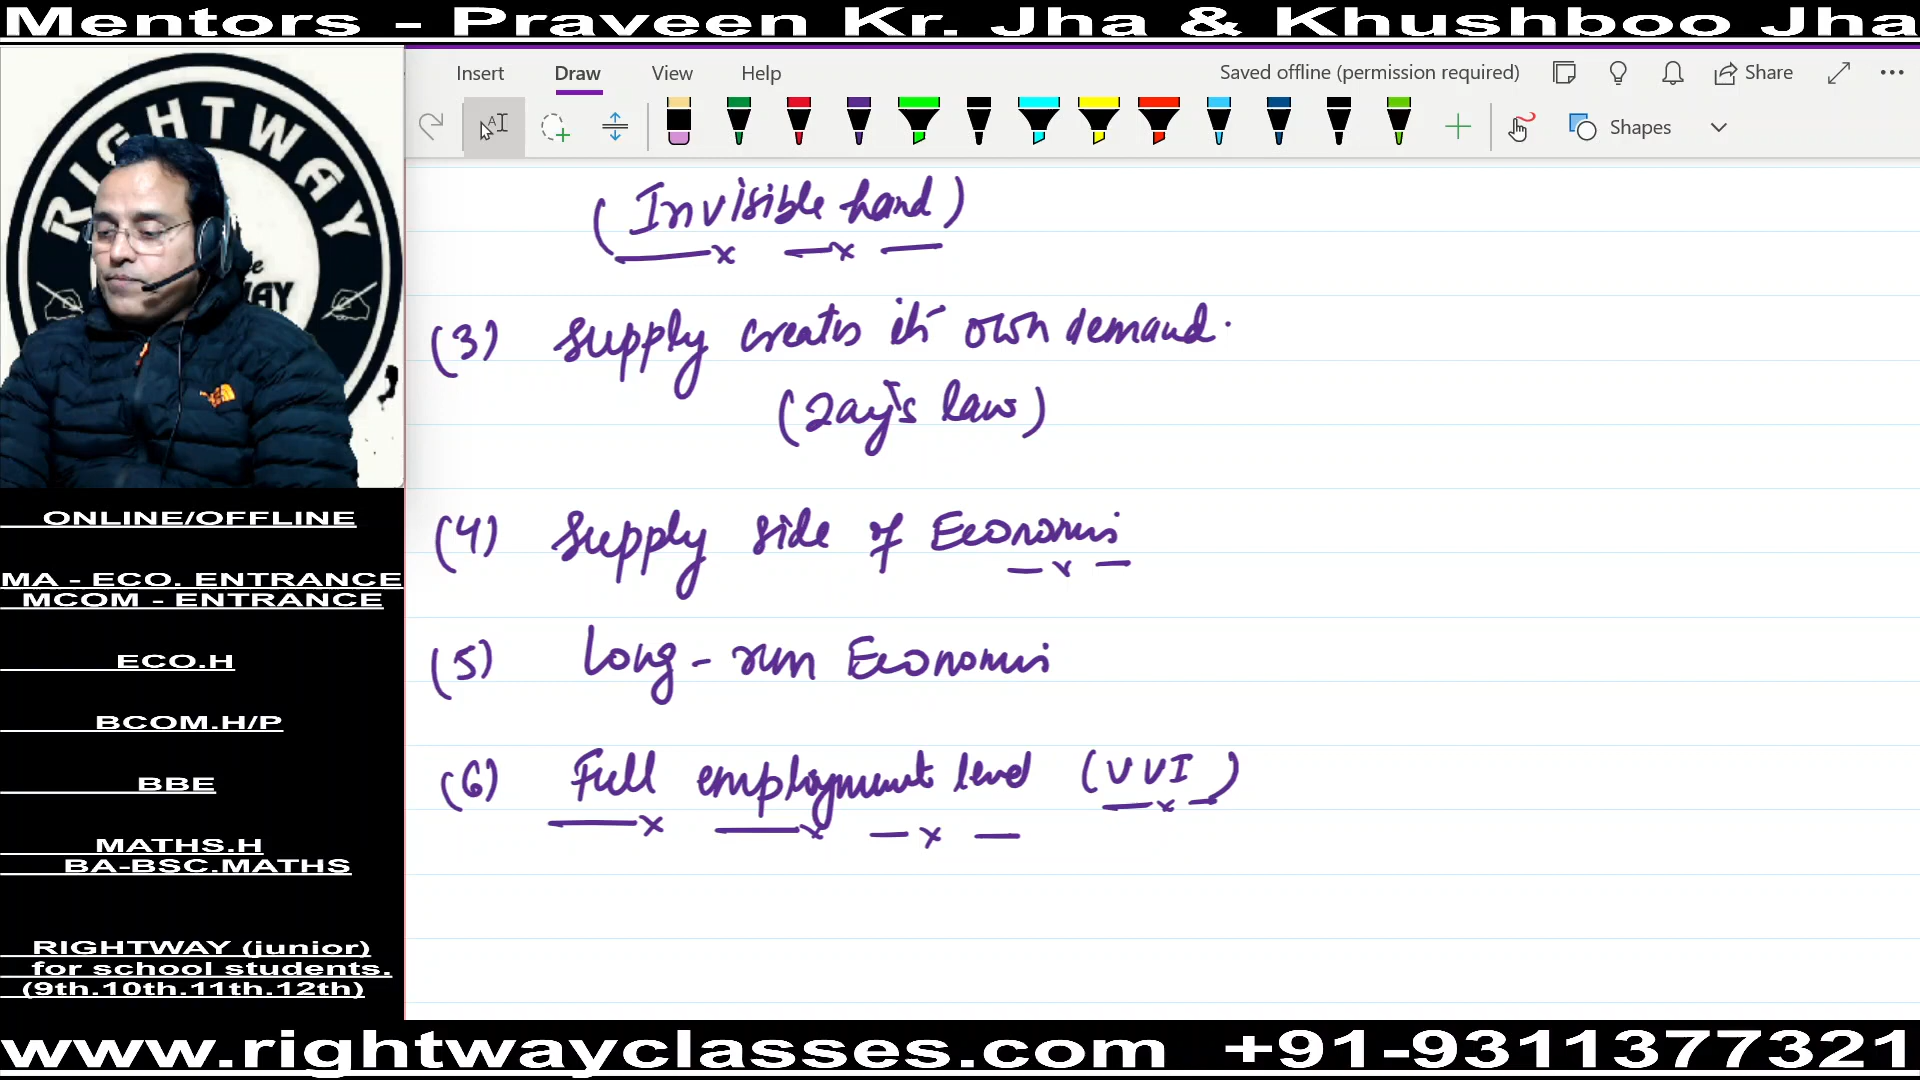 Mentors - Praveen Kr. Jha & Khushboo Jha
RIGHTWAY
Insert Draw View Help
Saved offline (permission required)
Share
Shapes
(Invisible hand)
(3) Supply creates its own demand.
(Say's law)
(4) Supply side of Economics
(5) Long-run Economics
(6) Full employment level (VVI)
ONLINE/OFFLINE
MA - ECO. ENTRANCE
MCOM - ENTRANCE
ECO.H
BCOM.H/P
BBE
MATHS.H
BA-BSC.MATHS
RIGHTWAY (junior)
for school students.
(9th.10th.11th.12th)
www.rightwayclasses.com +91-9311377321